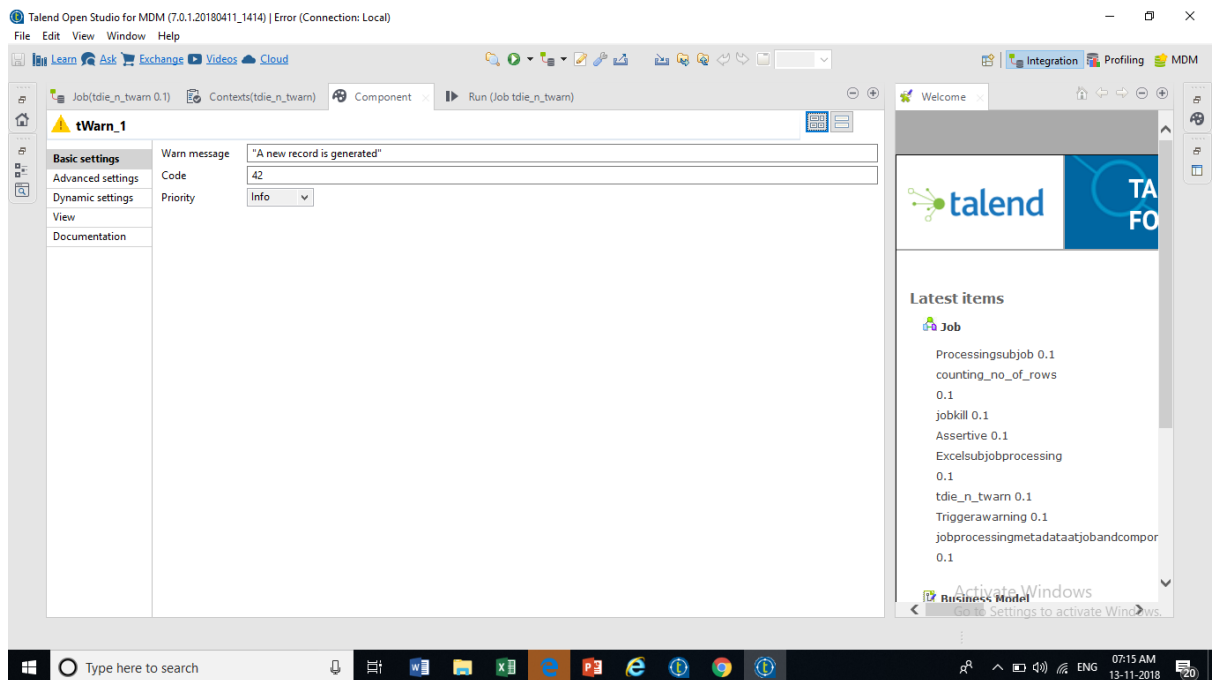 Talend Open Studio for MDM (7.0.1.20180411_1414) | Error (Connection: Local)
File Edit View Window Help
Learn Ask Exchange Videos Cloud
Integration Profiling MDM
Job(tdie_n_twarn 0.1) Contexts(tdie_n_twarn) Component Run (Job tdie_n_twarn)
Welcome
tWarn_1
Basic settings
Advanced settings
Dynamic settings
View
Documentation
Warn message "A new record is generated"
Code 42
Priority Info
talend
TA
FO
Latest items
Job
Processingsubjob 0.1
counting_no_of_rows
0.1
jobkill 0.1
Assertive 0.1
Excelsubjobprocessing
0.1
tdie_n_twarn 0.1
Triggerawarning 0.1
jobprocessingmetadataatjobandcompor
0.1
Business Model
Activate Windows
Go to Settings to activate Windows.
Type here to search
ENG
07:15 AM
13-11-2018
20